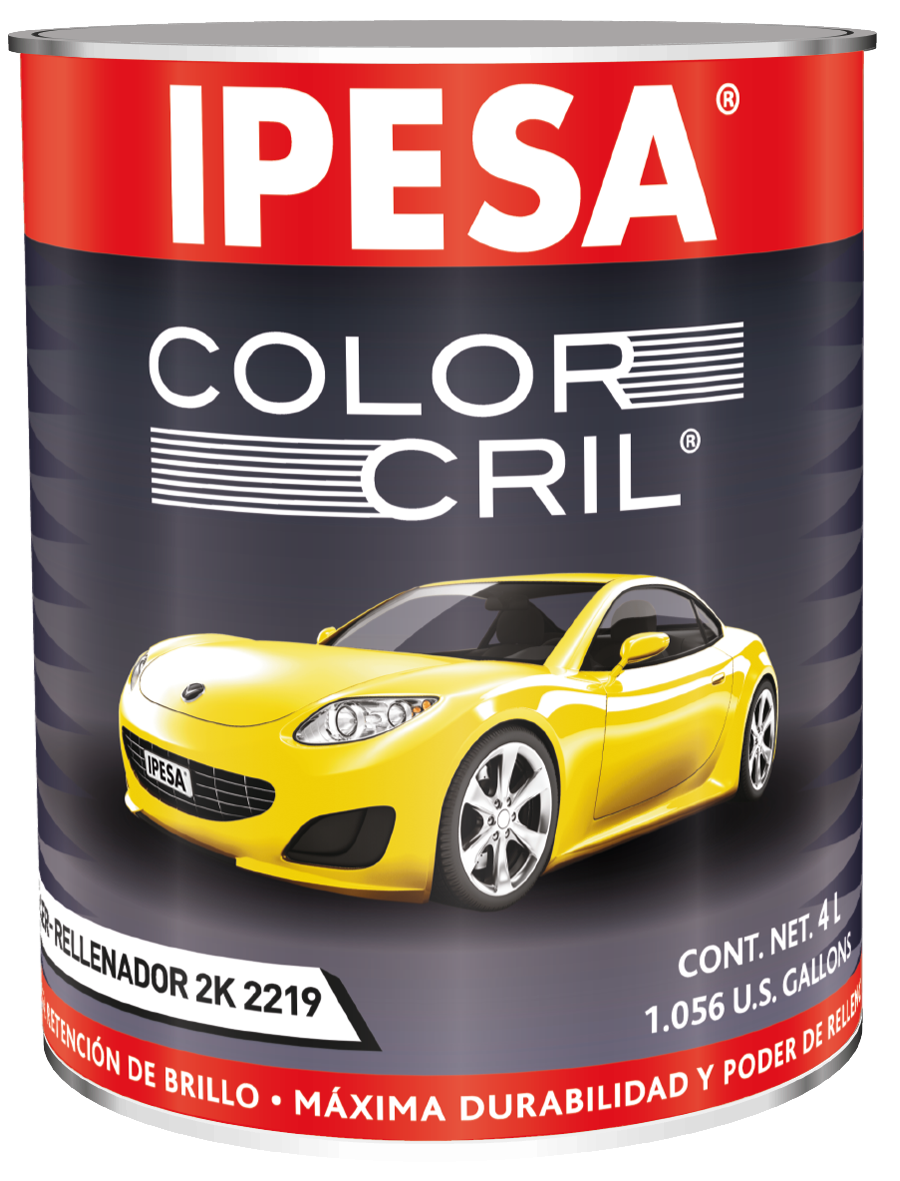 IPESA®
COLOR
CRIL®
IPESA
RELLENADOR 2K 2219
CONT. NET. 4 L
1.056 U.S. GALLONS
RETENCIÓN DE BRILLO • MÁXIMA DURABILIDAD Y PODER DE